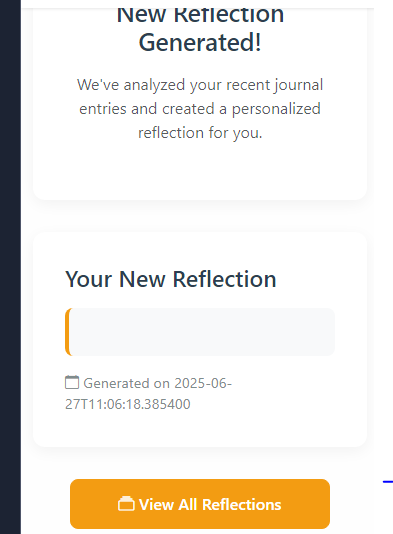 New Reflection
Generated!
We've analyzed your recent journal
entries and created a personalized
reflection for you.
Your New Reflection
Generated on 2025-06-
27T11:06:18.385400
View All Reflections